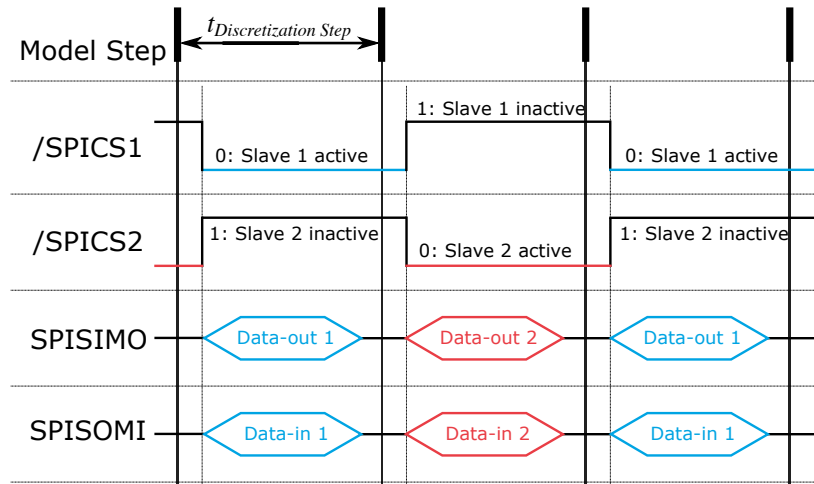 t Discretization Step
Model Step
1: Slave 1 inactive
/SPICS1
0: Slave 1 active
0: Slave 1 active
/SPICS2
1: Slave 2 inactive
0: Slave 2 active
1: Slave 2 inactive
SPISIMO
Data-out 1
Data-out 2
Data-out 1
SPISOMI
Data-in 1
Data-in 2
Data-in 1